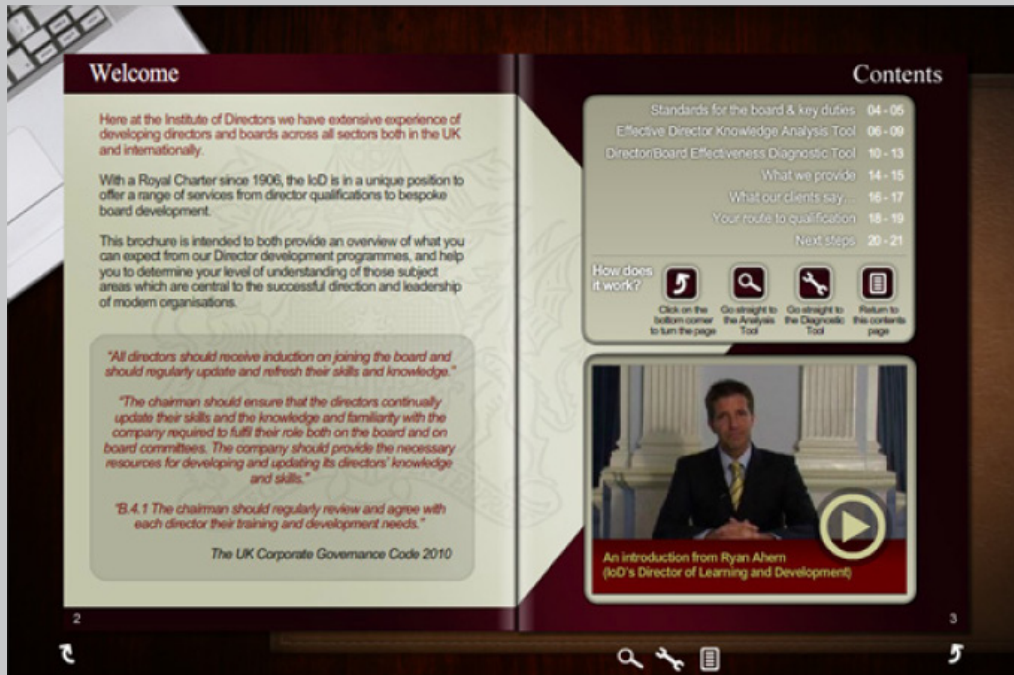 Welcome
Here at the Institute of Directors we have extensive experience of
developing directors and boards across all sectors both in the UK
and internationally.
With a Royal Charter since 1906, the IoD is in a unique position to
offer a range of services from director qualifications to bespoke
board development.
This brochure is intended to both provide an overview of what you
can expect from our Director development programmes, and help
you to determine your level of understanding of those subject
areas which are central to the successful direction and leadership
of modern organisations.
"All directors should receive induction on joining the board and
should regularly update and refresh their skills and knowledge."
"The chairman should ensure that the directors continually
update their skills and the knowledge and familiarity with the
company required to fulfil their role both on the board and on
board committees. The company should provide the necessary
resources for developing and updating its directors' knowledge
and skills."
"B.4.1 The chairman should regularly review and agree with
each director their training and development needs."
The UK Corporate Governance Code 2010
2
Contents
Standards for the board & key duties 04 - 05
Effective Director Knowledge Analysis Tool 06 - 09
Director/Board Effectiveness Diagnostic Tool 10 - 13
What we provide 14 - 15
What our clients say... 16 - 17
Your route to qualification 18 - 19
Next steps 20 - 21
How does
it work?
Click on the
bottom corner
to turn the page
Go straight to
the Analysis
Tool
Go straight to
the Diagnostic
Tool
Return to
this contents
page
An introduction from Ryan Ahern
(IoD's Director of Learning and Development)
3